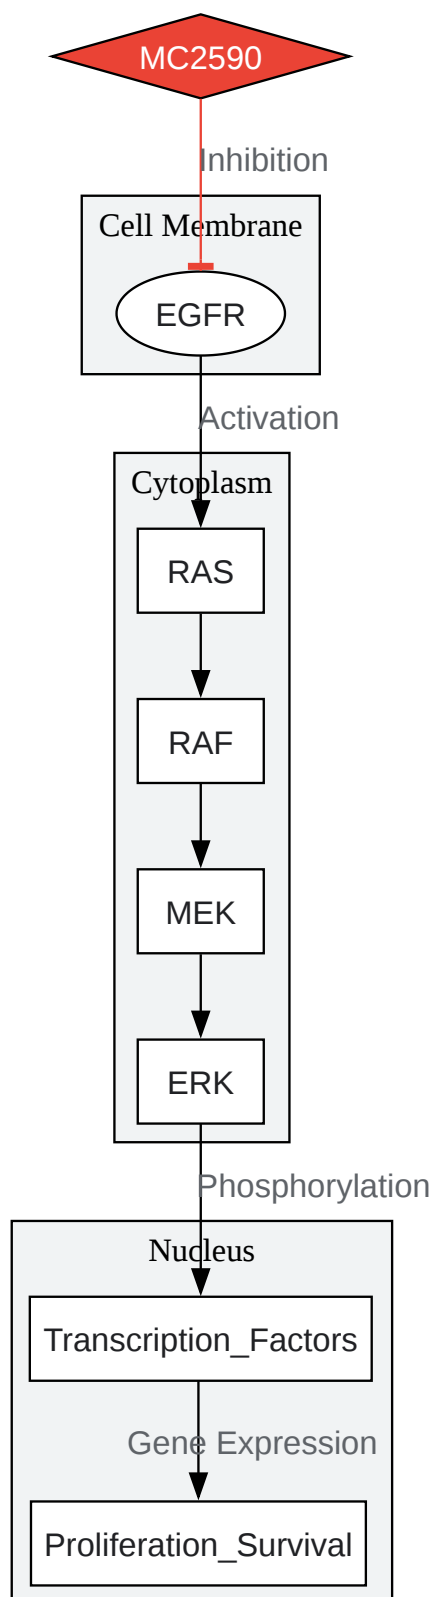 MC2590
Inhibition
Cell Membrane
EGFR
Activation
Cytoplasm
RAS
RAF
MEK
ERK
Phosphorylation
Nucleus
Transcription_Factors
Gene Expression
Proliferation_Survival